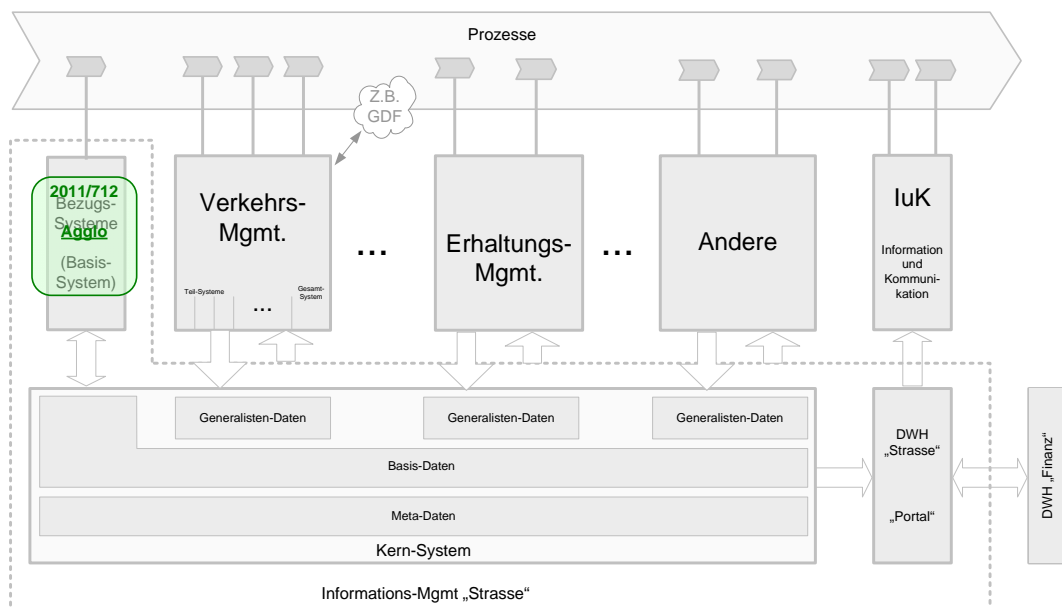 Prozesse
Z.B.
GDF
2011/712
Bezugs-
Systeme
Agglo
(Basis-
System)
Verkehrs-
Mgmt.
Teil-Systeme
...
Gesamt-
System
...
Erhaltungs-
Mgmt.
...
Andere
IuK
Information
und
Kommuni-
kation
Generalisten-Daten
Generalisten-Daten
Generalisten-Daten
Basis-Daten
Meta-Daten
Kern-System
DWH
„Strasse“
„Portal“
DWH „Finanz“
Informations-Mgmt „Strasse“